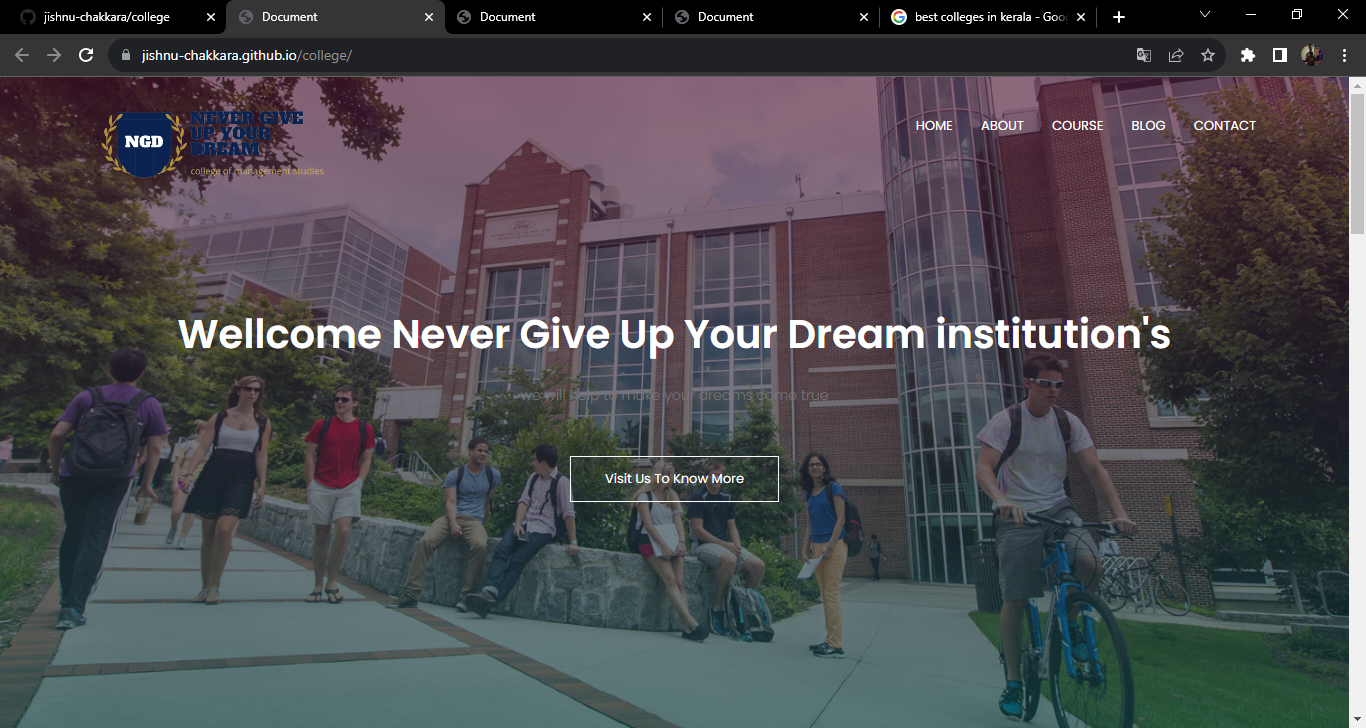 jishnu-chakkara/college
Document
Document
Document
best colleges in kerala - Goo
jishnu-chakkara.github.io/college/
NGD
NEVER GIVE
UP YOUR
DREAM
college of management studies
HOME
ABOUT
COURSE
BLOG
CONTACT
Wellcome Never Give Up Your Dream institution's
we will help to make your dreams come true
Visit Us To Know More